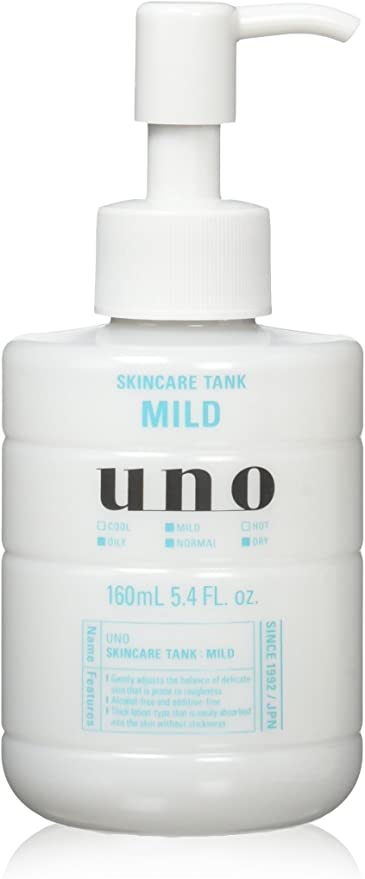 SKINCARE TANK
MILD
uno
COOL MILD HOT
OILY NORMAL DRY
160mL 5.4 FL. oz.
Name Features
UNO
SKINCARE TANK : MILD
Gently adjusts the balance of delicate
skin that is prone to roughness
Alcohol-free and additive-free
Thick lotion type that is easily absorbed
into the skin without stickiness
SINCE 1992 / JPN